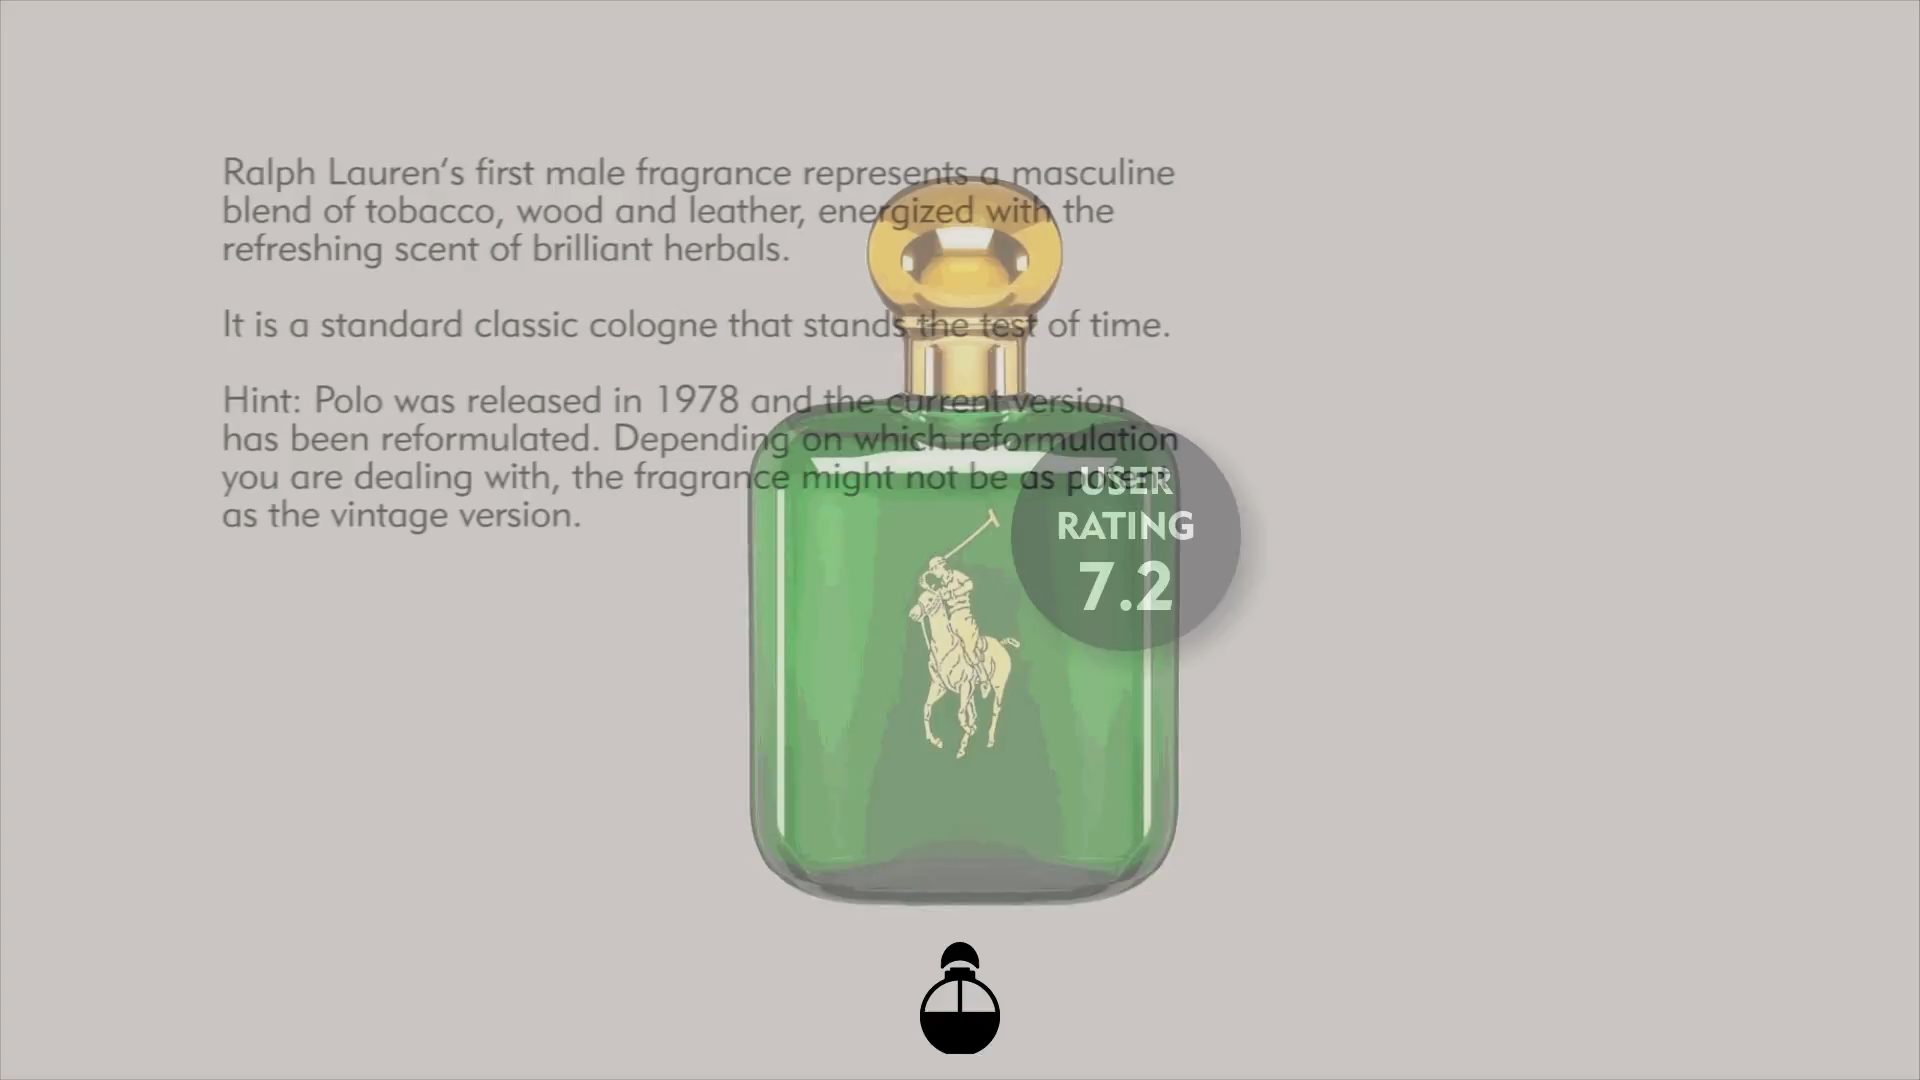 Ralph Lauren's first male fragrance represents a masculine
blend of tobacco, wood and leather, energized with the
refreshing scent of brilliant herbals.
It is a standard classic cologne that stands the test of time.
Hint: Polo was released in 1978 and the current version
has been reformulated. Depending on which reformulation
you are dealing with, the fragrance might not be as potent
as the vintage version.
USER
RATING
7.2